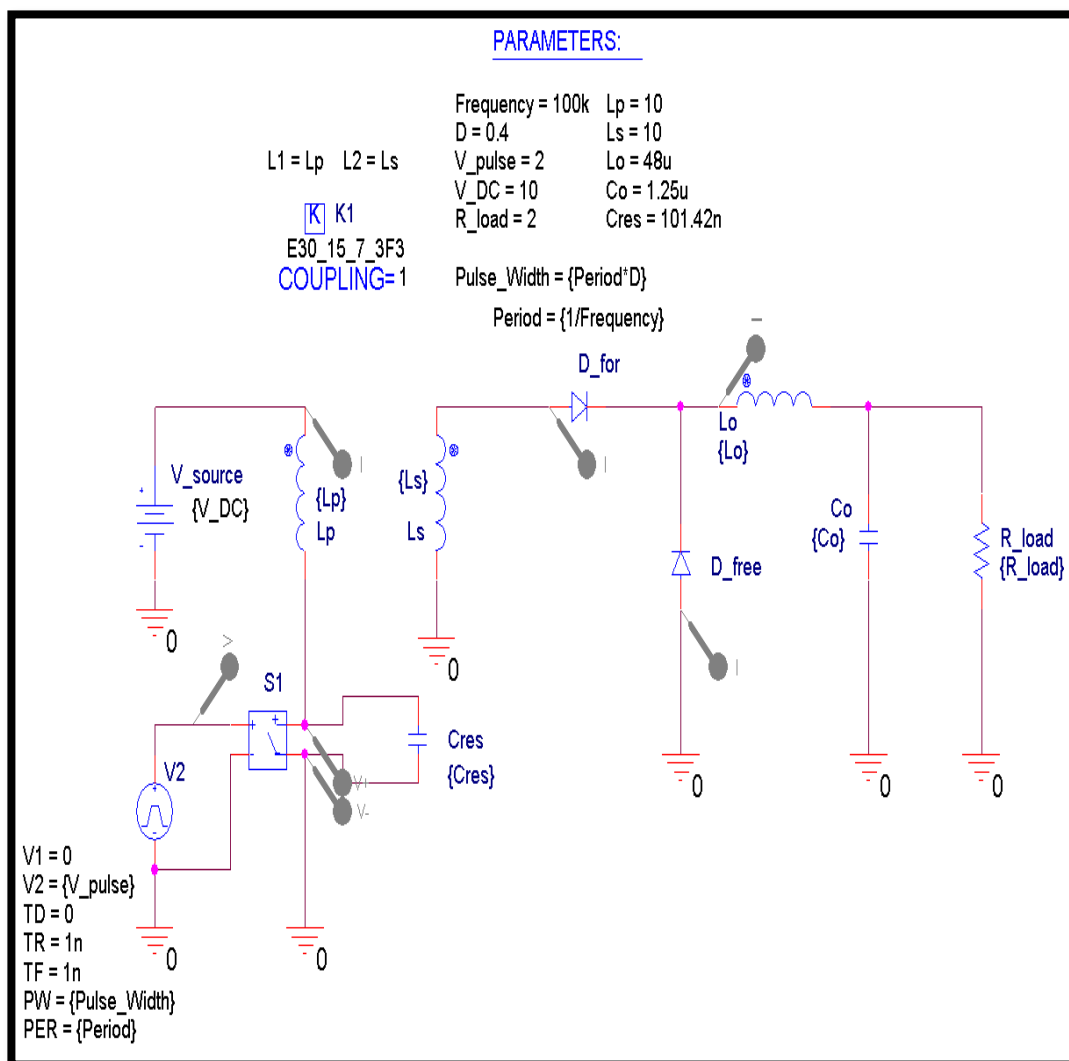 PARAMETERS:
Frequency = 100k Lp = 10
D = 0.4 Ls = 10
V_pulse = 2 Lo = 48u
V_DC = 10 Co = 1.25u
R_load = 2 Cres = 101.42n
L1 = Lp L2 = Ls
K K1
E30_15_7_3F3
COUPLING= 1
Pulse_Width = {Period*D}
Period = {1/Frequency}
D_for
Lo
{Lo}
V_source
{V_DC}
{Lp}
Lp
{Ls}
Ls
I
I
Co
{Co}
R_load
{R_load}
D_free
I
0
0
V
S1
Cres
{Cres}
V+
V-
V2
0
0
0
V1 = 0
V2 = {V_pulse}
TD = 0
TR = 1n
TF = 1n
PW = {Pulse_Width}
PER = {Period}
0
0